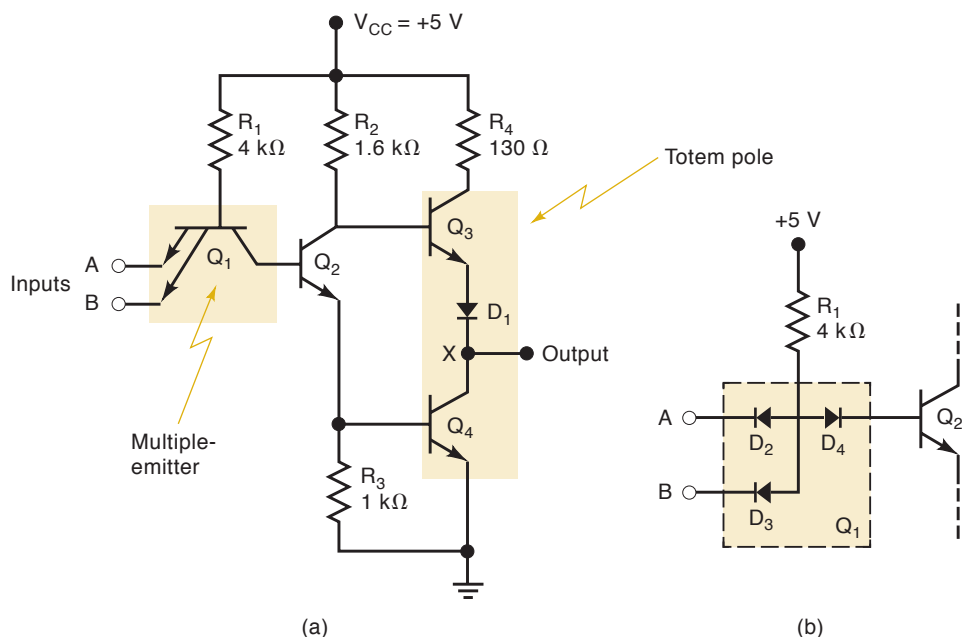 V_CC = +5 V
R_1
4 kΩ
R_2
1.6 kΩ
R_4
130 Ω
Totem pole
Inputs
A
B
Q_1
Q_2
Q_3
D_1
X
Output
Q_4
R_3
1 kΩ
Multiple-
emitter
(a)
+5 V
R_1
4 kΩ
A
D_2
D_4
Q_2
B
D_3
Q_1
(b)